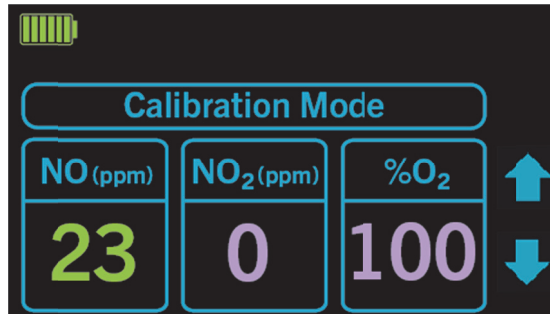 Calibration Mode
NO (ppm) NO₂ (ppm) %O₂
23 0 100